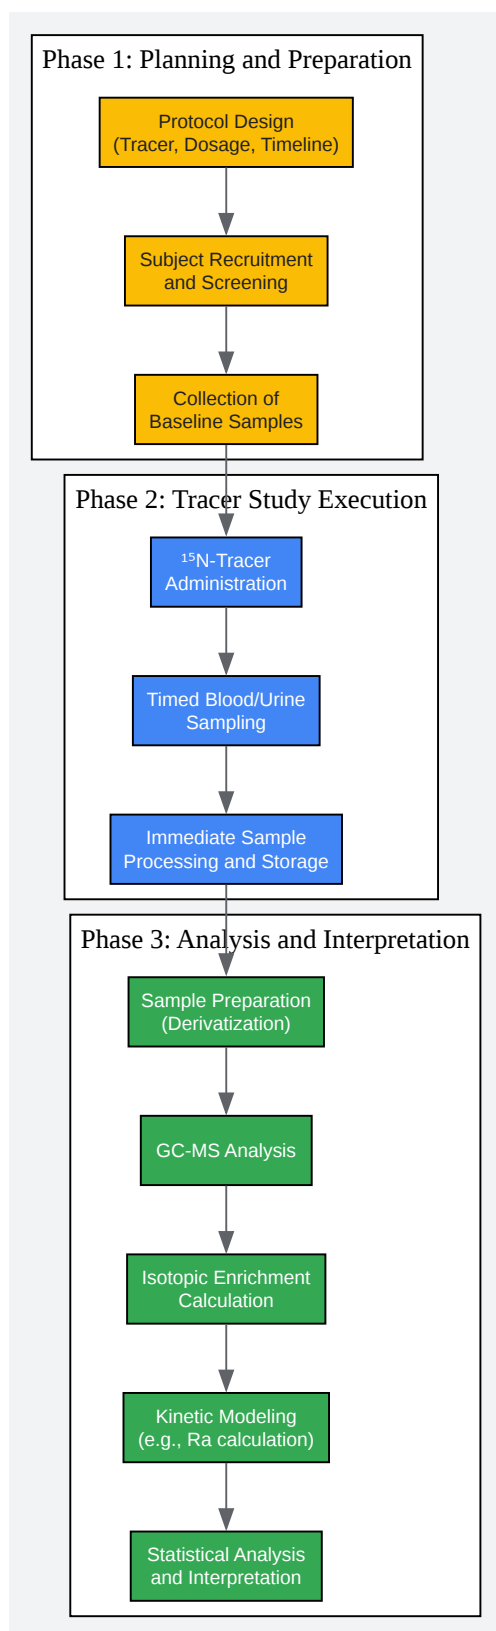 Phase 1: Planning and Preparation
Protocol Design
(Tracer, Dosage, Timeline)
Subject Recruitment
and Screening
Collection of
Baseline Samples
Phase 2: Tracer Study Execution
¹⁵N-Tracer
Administration
Timed Blood/Urine
Sampling
Immediate Sample
Processing and Storage
Phase 3: Analysis and Interpretation
Sample Preparation
(Derivatization)
GC-MS Analysis
Isotopic Enrichment
Calculation
Kinetic Modeling
(e.g., Ra calculation)
Statistical Analysis
and Interpretation